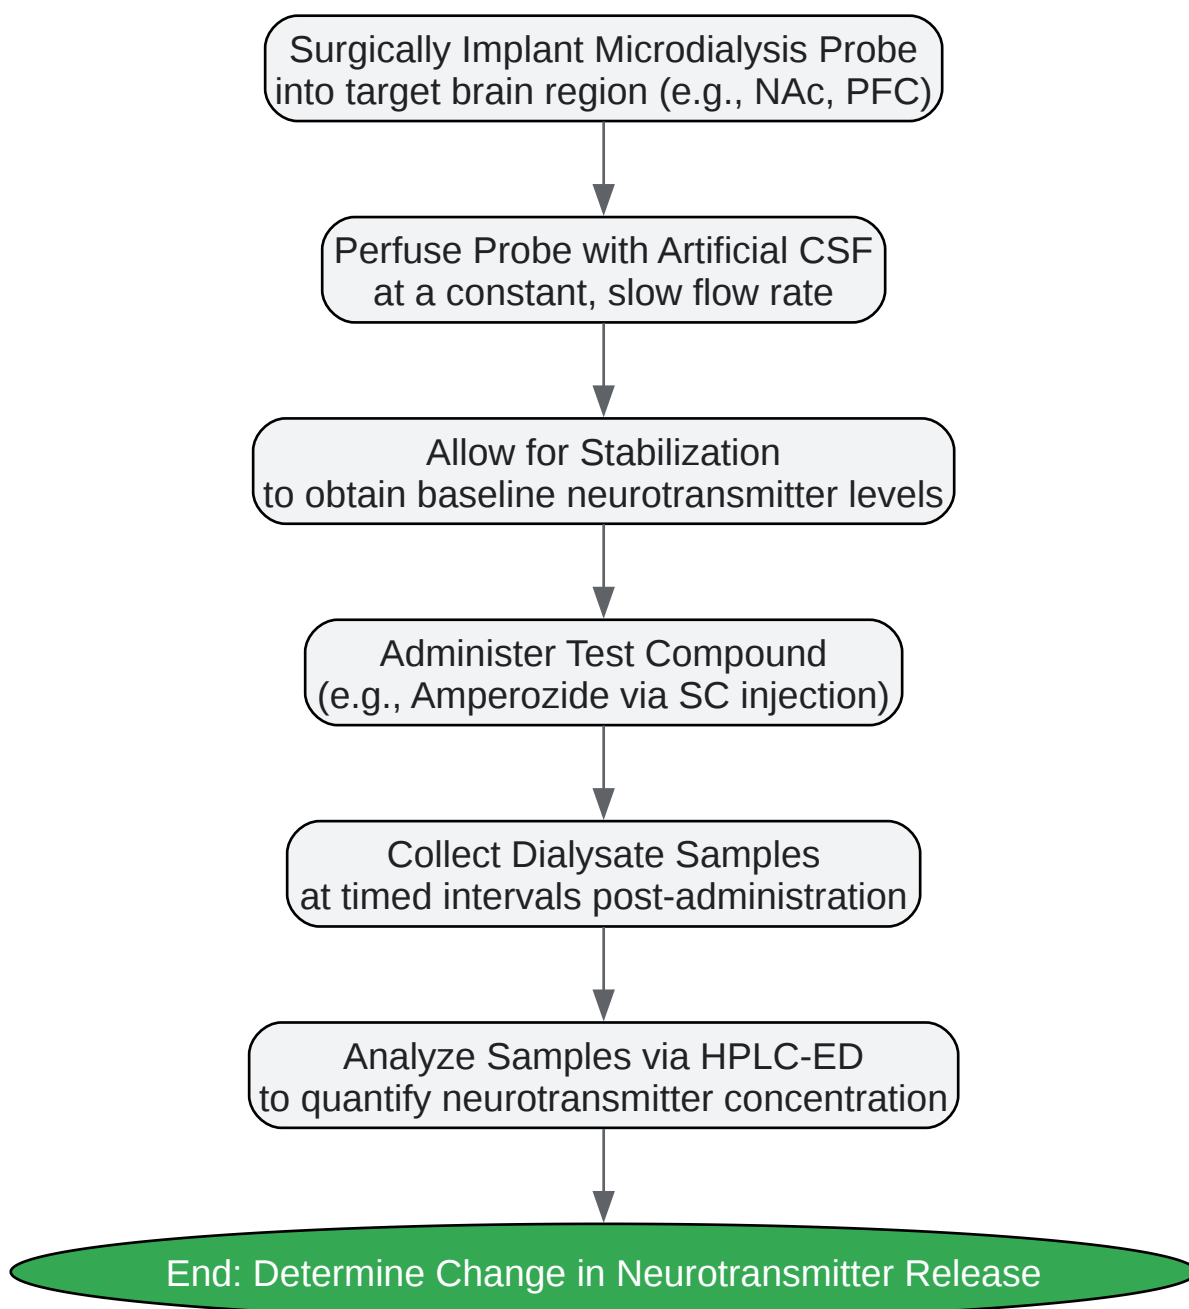 Surgically Implant Microdialysis Probe
into target brain region (e.g., NAc, PFC)
Perfuse Probe with Artificial CSF
at a constant, slow flow rate
Allow for Stabilization
to obtain baseline neurotransmitter levels
Administer Test Compound
(e.g., Amperozide via SC injection)
Collect Dialysate Samples
at timed intervals post-administration
Analyze Samples via HPLC-ED
to quantify neurotransmitter concentration
End: Determine Change in Neurotransmitter Release